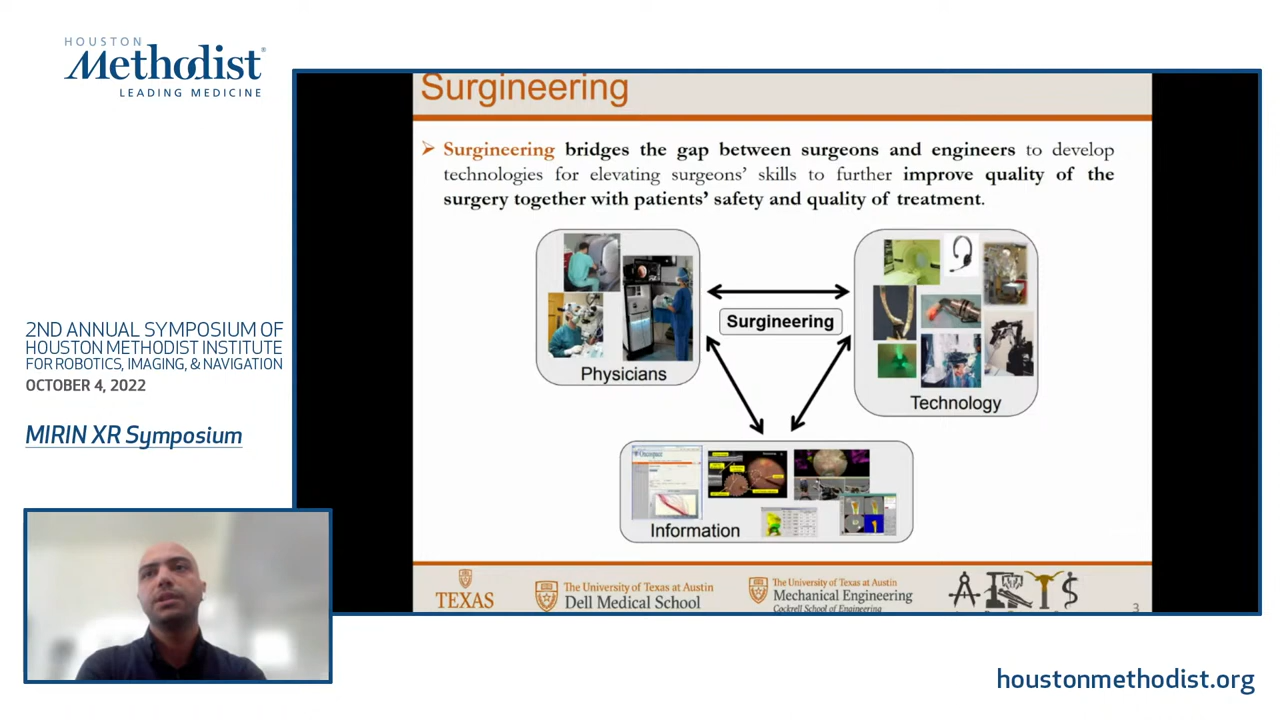 HOUSTON
Methodist
LEADING MEDICINE
2ND ANNUAL SYMPOSIUM OF
HOUSTON METHODIST INSTITUTE
FOR ROBOTICS, IMAGING, & NAVIGATION
OCTOBER 4, 2022
MIRIN XR Symposium
Surgineering
Surgineering bridges the gap between surgeons and engineers to develop
technologies for elevating surgeons' skills to further improve quality of the
surgery together with patients' safety and quality of treatment.
Surgineering
Physicians
Technology
Information
TEXAS
The University of Texas at Austin
Dell Medical School
The University of Texas at Austin
Mechanical Engineering
Cockrell School of Engineering
ARTS
3
houstonmethodist.org